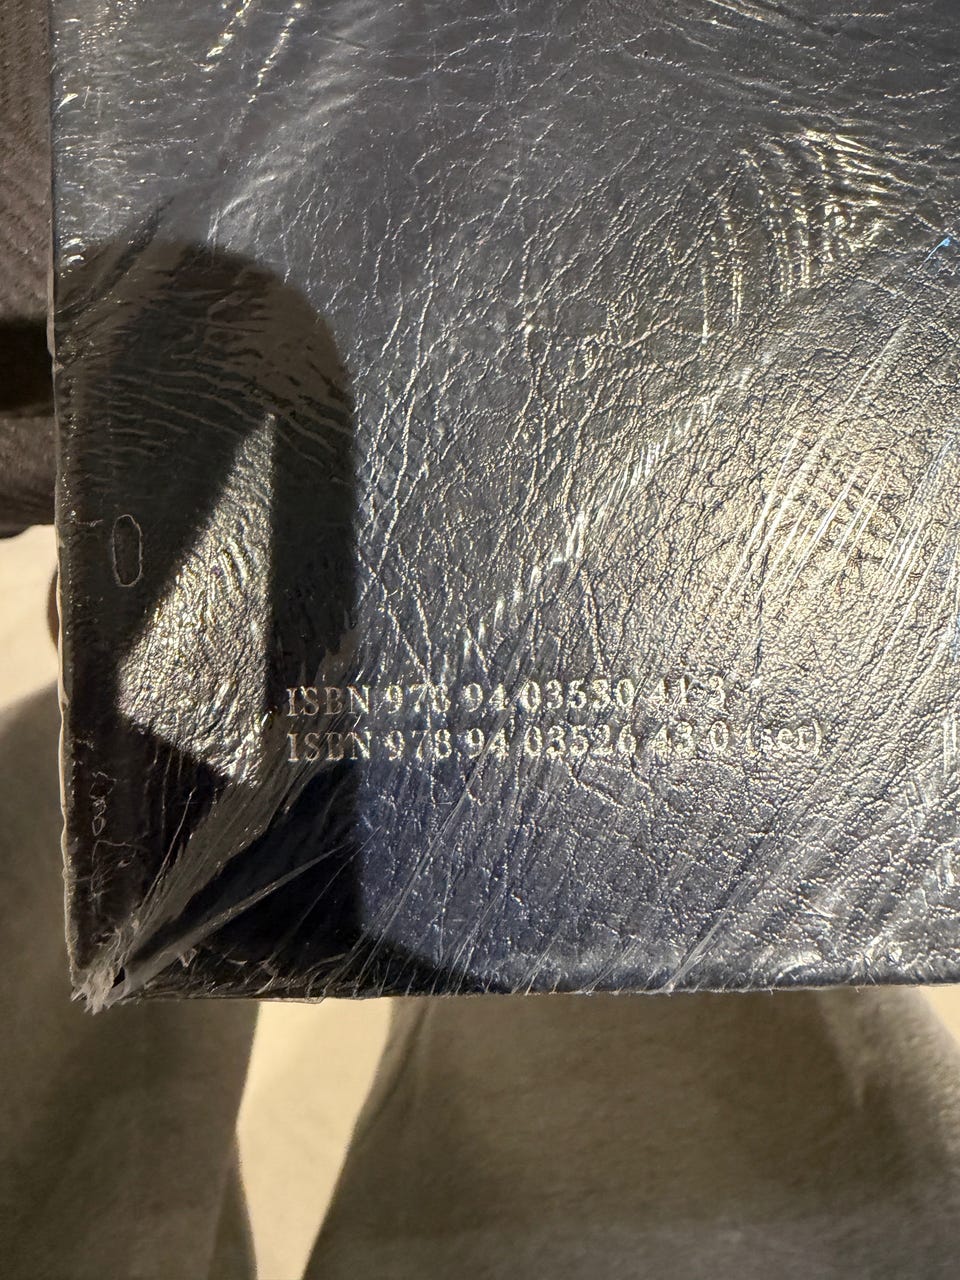 ISBN 978 94 03530 41 3
ISBN 978 94 03526 43 0 (set)